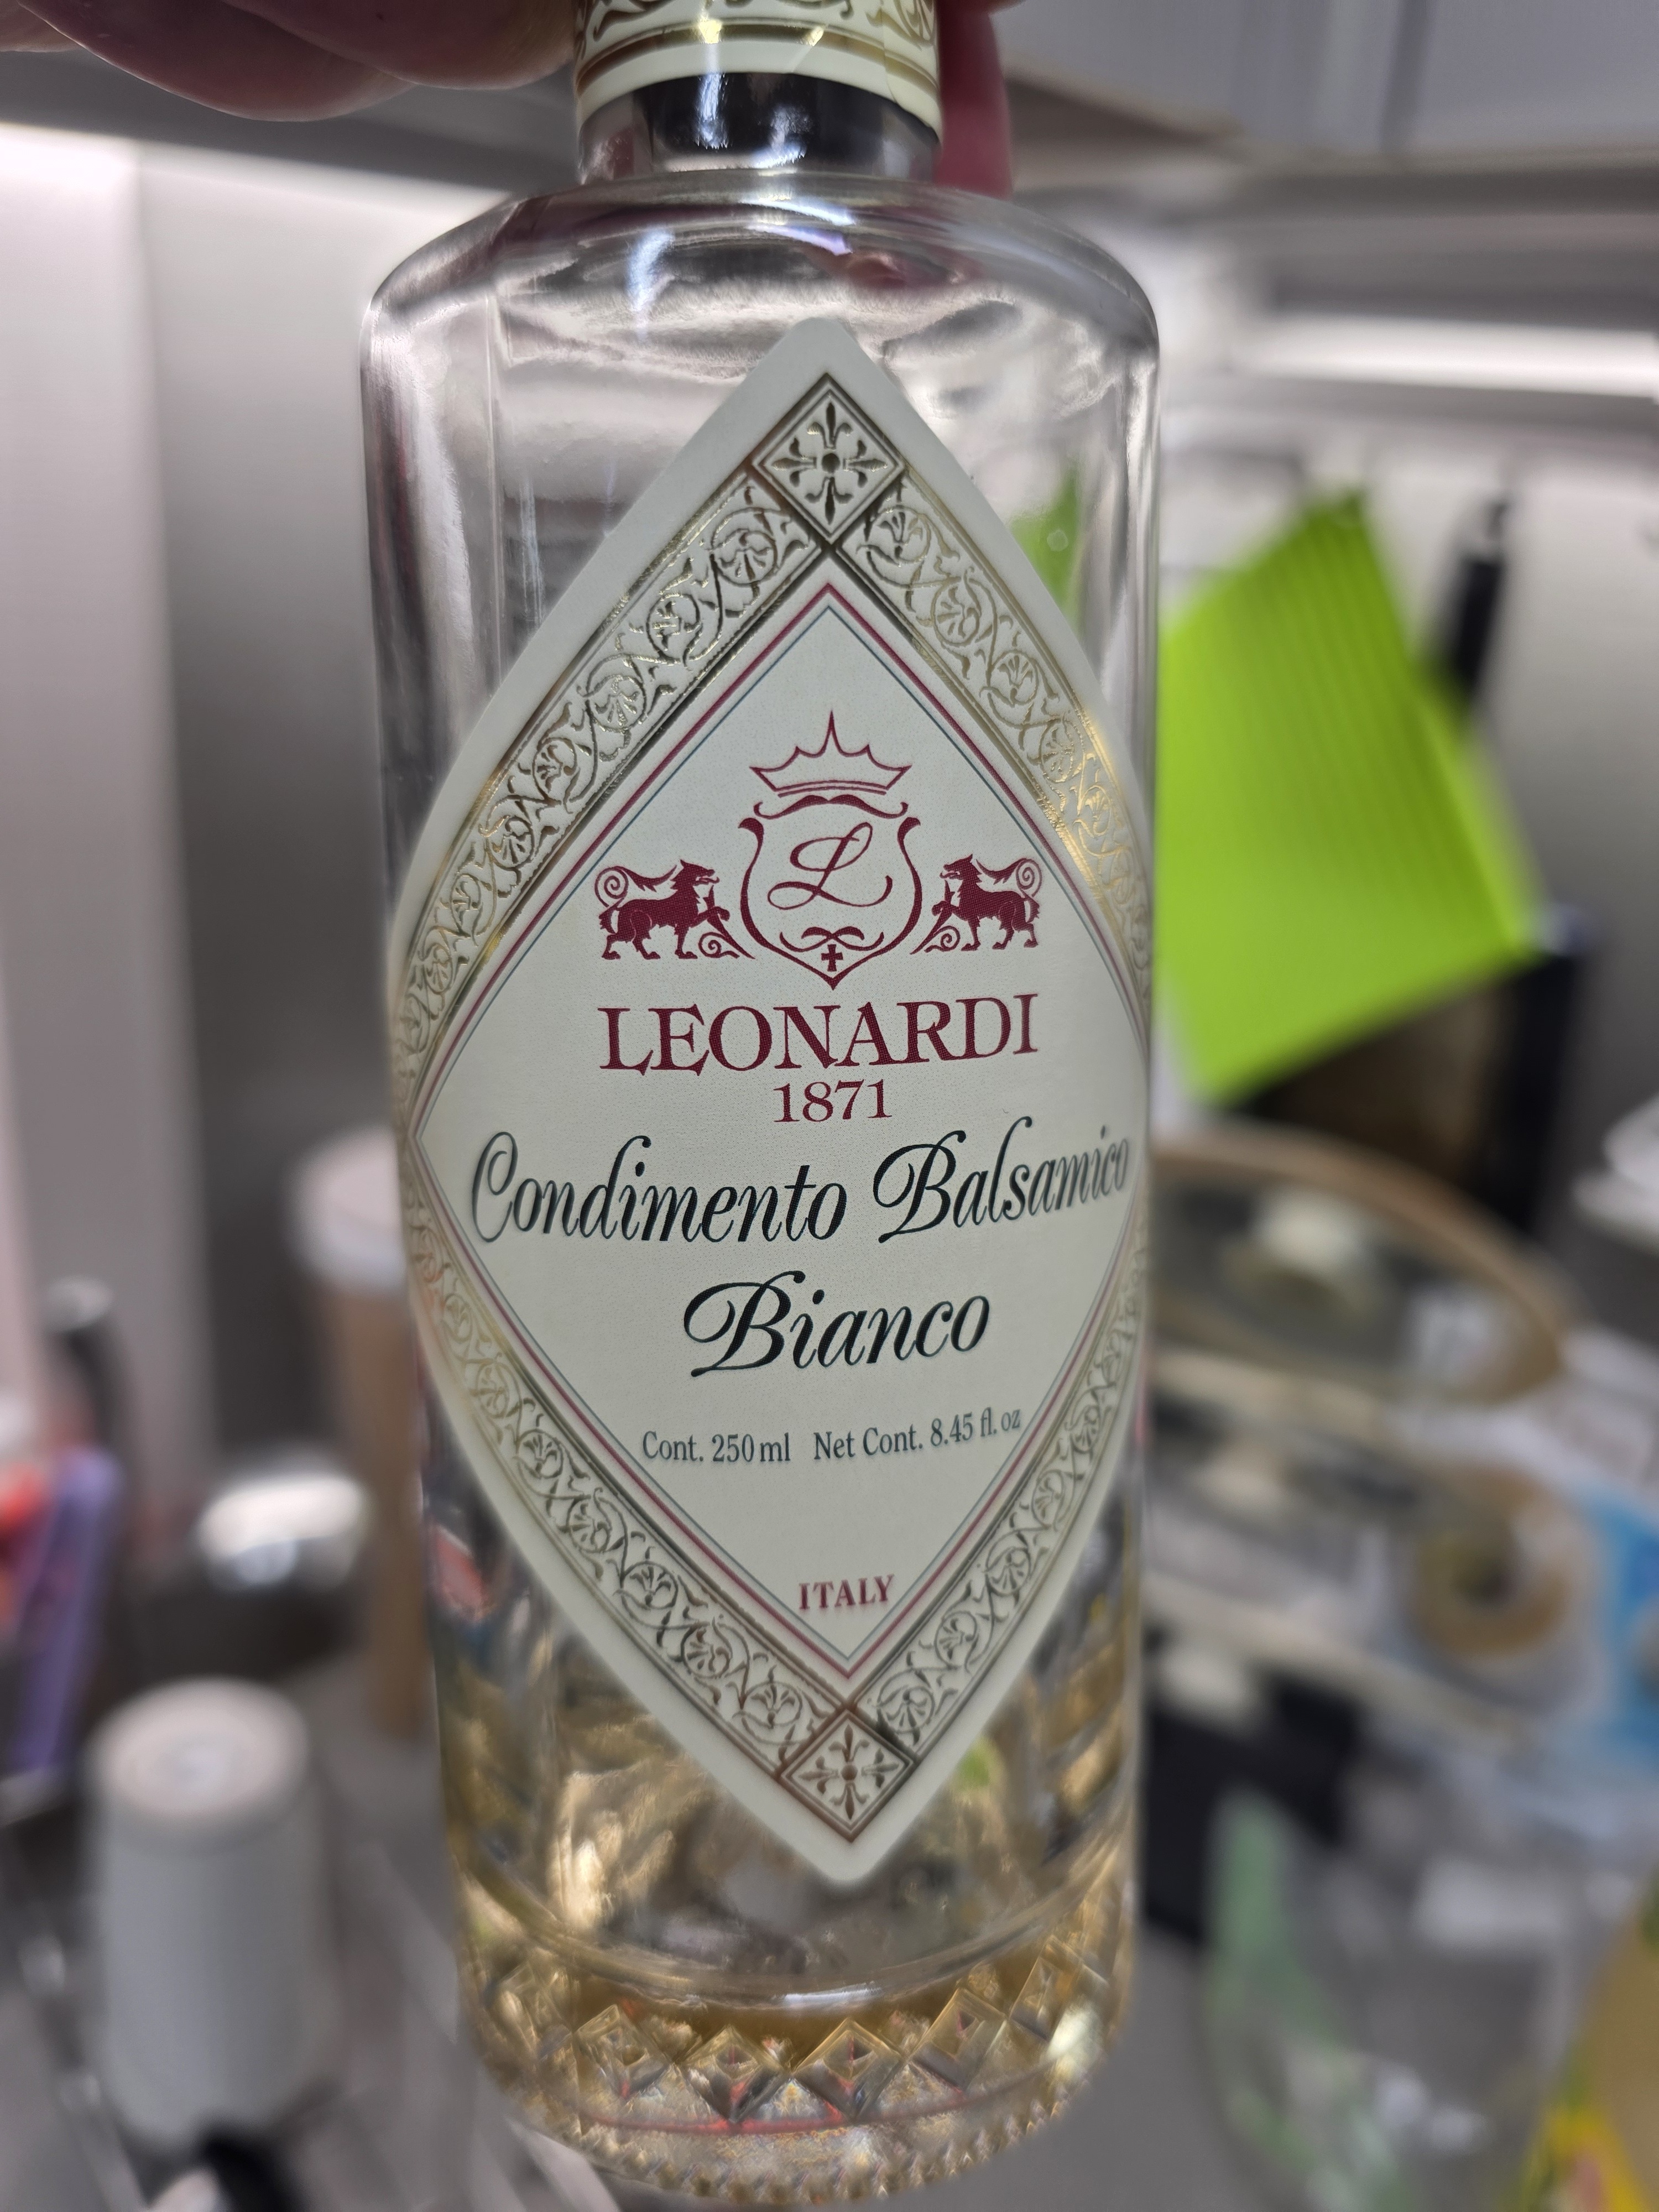 L
LEONARDI
1871
Condimento Balsamico
Bianco
Cont. 250 ml Net Cont. 8.45 fl. oz
ITALY